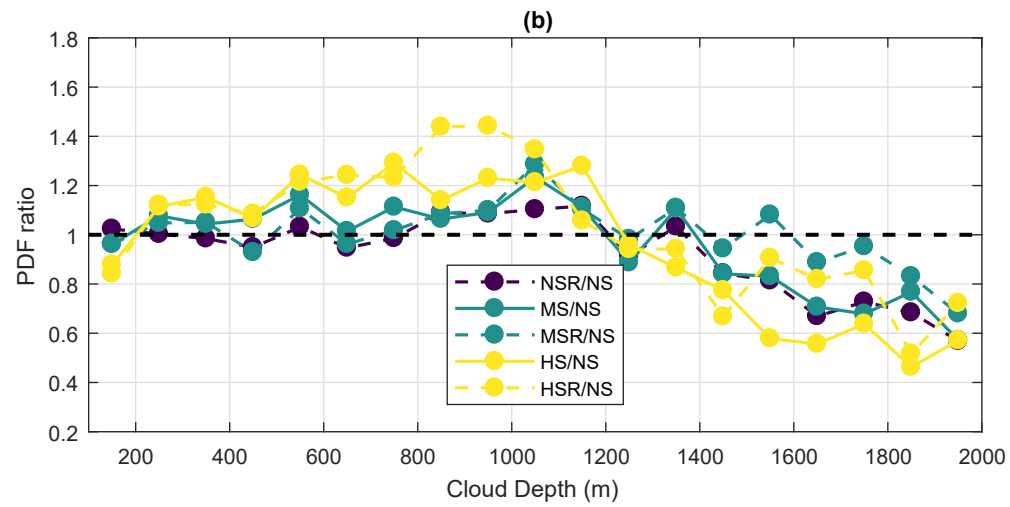 (b)
PDF ratio
1.8
1.6
1.4
1.2
1
0.8
0.6
0.4
0.2
NSR/NS
MS/NS
MSR/NS
HS/NS
HSR/NS
200 400 600 800 1000 1200 1400 1600 1800 2000
Cloud Depth (m)